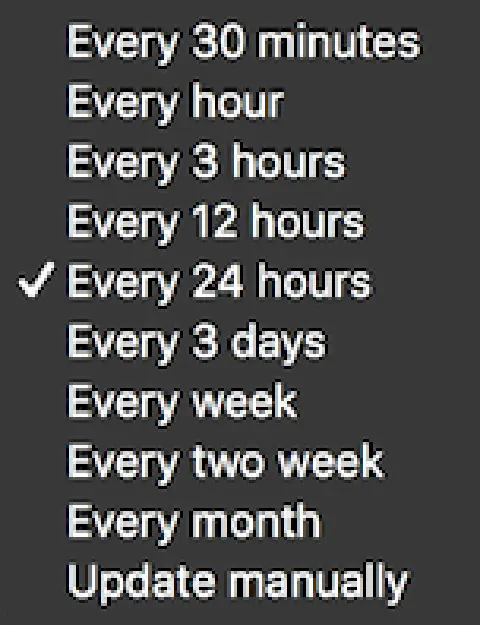 Every 30 minutes
Every hour
Every 3 hours
Every 12 hours
✓ Every 24 hours
Every 3 days
Every week
Every two week
Every month
Update manually